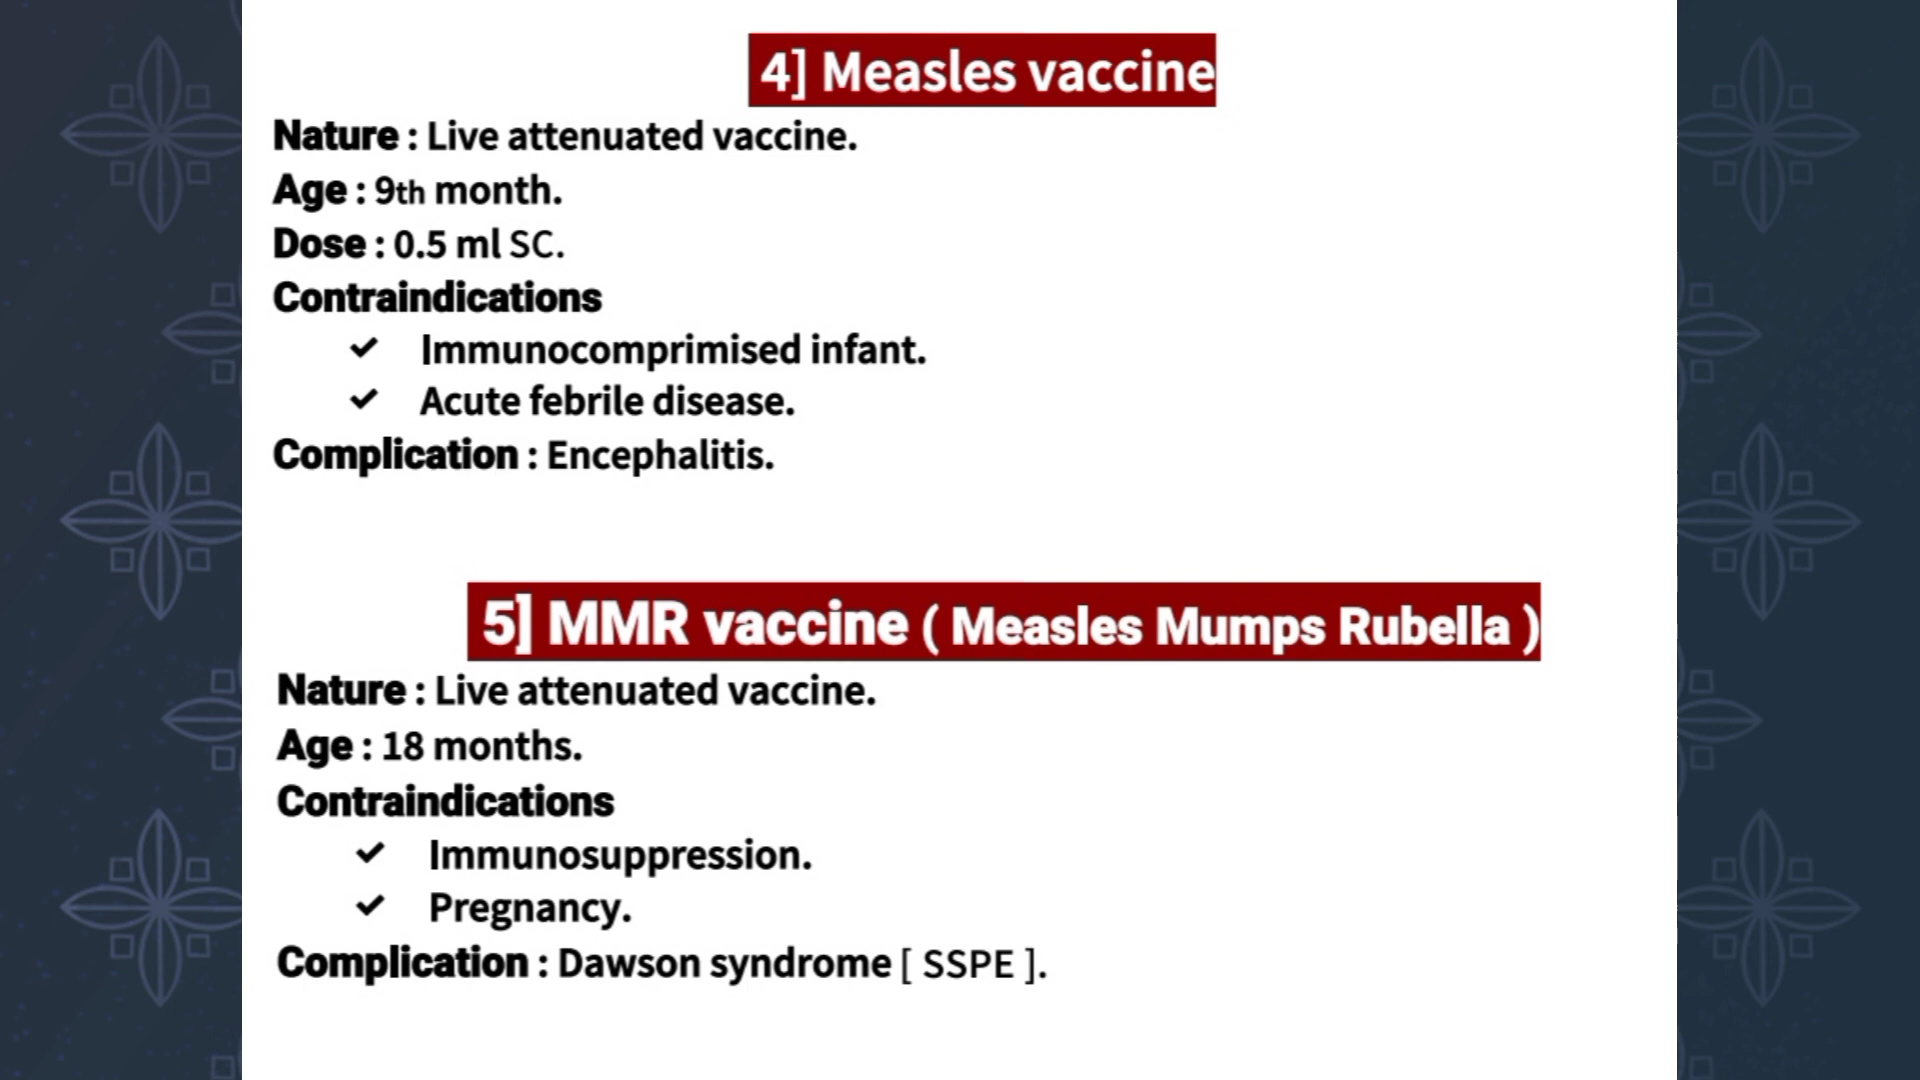 4] Measles vaccine
Nature : Live attenuated vaccine.
Age : 9th month.
Dose : 0.5 ml SC.
Contraindications
✓ Immunocomprimised infant.
✓ Acute febrile disease.
Complication : Encephalitis.
5] MMR vaccine ( Measles Mumps Rubella )
Nature : Live attenuated vaccine.
Age : 18 months.
Contraindications
✓ Immunosuppression.
✓ Pregnancy.
Complication : Dawson syndrome [ SSPE ].